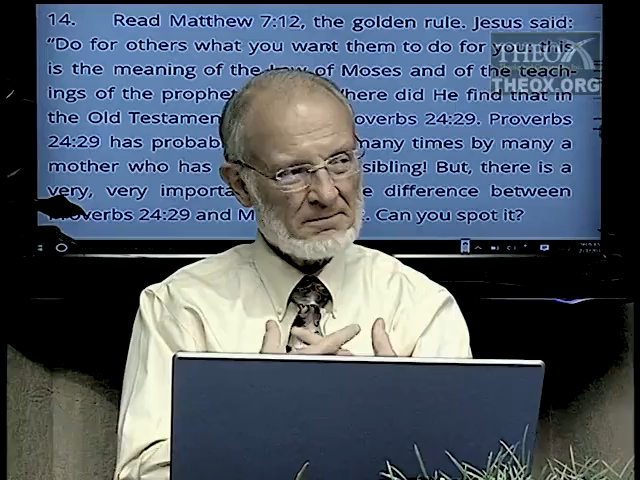 14. Read Matthew 7:12, the golden rule. Jesus said:
"Do for others what you want them to do for you: this
is the meaning of the Law of Moses and of the teach-
ings of the prophet here did He find that in
the Old Testamen overbs 24:29. Proverbs
24:29 has probab many times by many a
mother who has sibling! But, there is a
very, very importa e difference between
Proverbs 24:29 and M . Can you spot it?
THEOX
THEOX.ORG